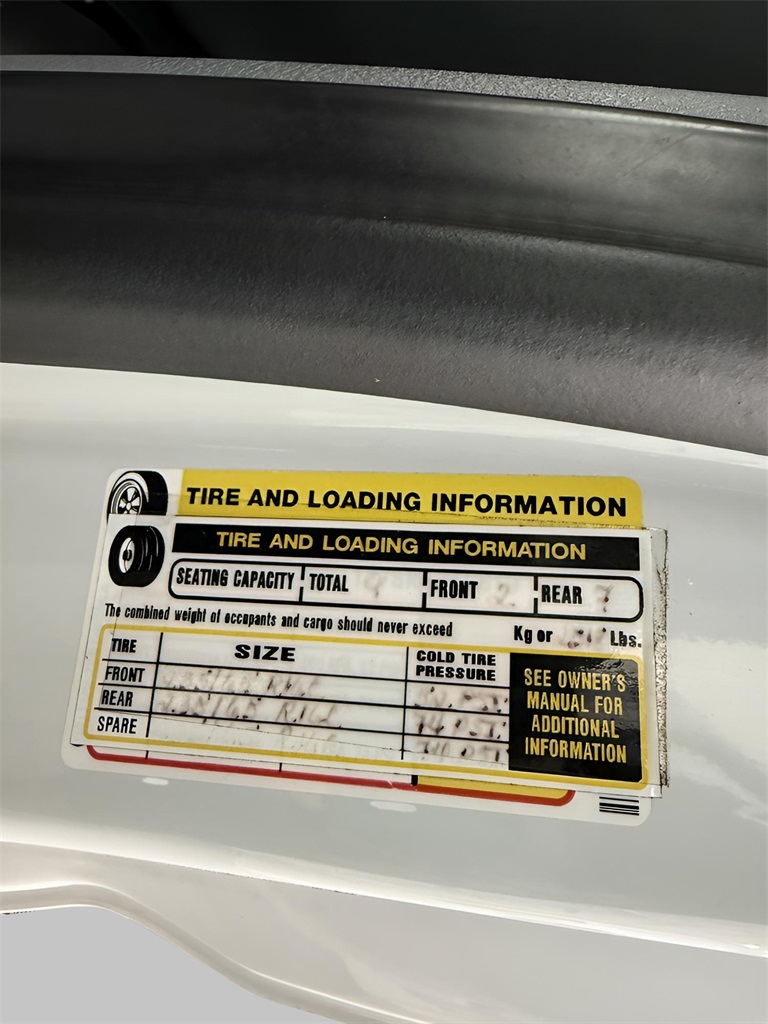 TIRE AND LOADING INFORMATION
TIRE AND LOADING INFORMATION
SEATING CAPACITY TOTAL FRONT REAR 7
The combined weight of occupants and cargo should never exceed Kg or Lbs.
TIRE SIZE COLD TIRE PRESSURE
FRONT
REAR
SPARE
SEE OWNER'S
MANUAL FOR
ADDITIONAL
INFORMATION